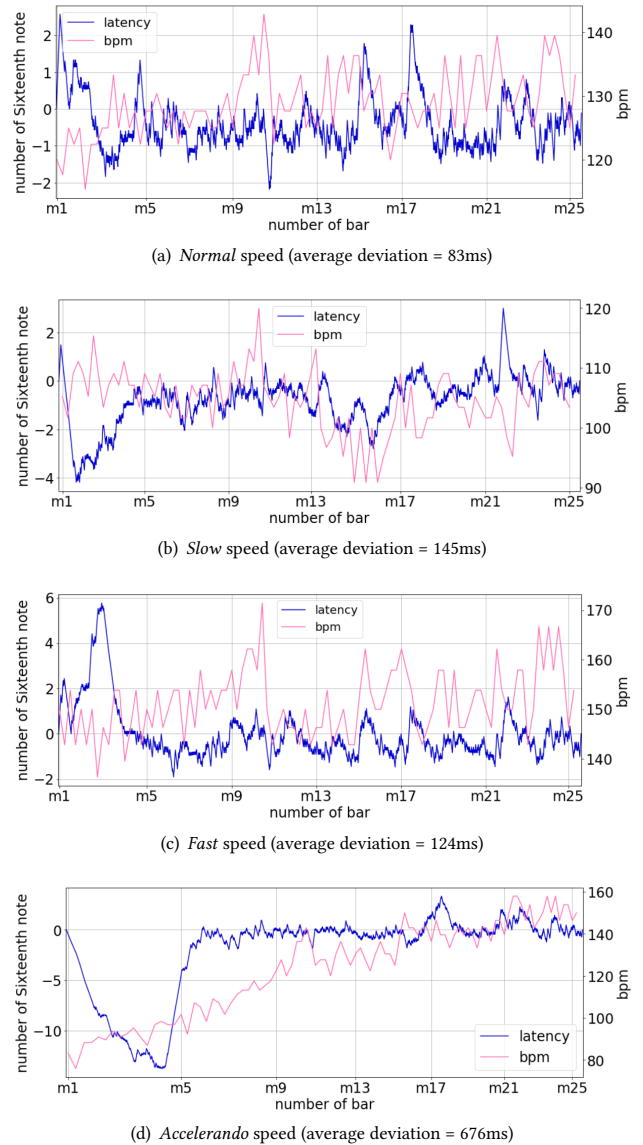 latency
bpm
number of Sixteenth note
2
1
0
−1
−2
140
130
120
bpm
m1 m5 m9 m13 m17 m21 m25
number of bar
(a) Normal speed (average deviation = 83ms)
latency
bpm
number of Sixteenth note
2
0
−2
−4
120
110
100
90
bpm
m1 m5 m9 m13 m17 m21 m25
number of bar
(b) Slow speed (average deviation = 145ms)
latency
bpm
number of Sixteenth note
6
4
2
0
−2
170
160
150
140
bpm
m1 m5 m9 m13 m17 m21 m25
number of bar
(c) Fast speed (average deviation = 124ms)
number of Sixteenth note
0
−5
−10
160
140
120
100
80
bpm
latency
bpm
m1 m5 m9 m13 m17 m21 m25
number of bar
(d) Accelerando speed (average deviation = 676ms)